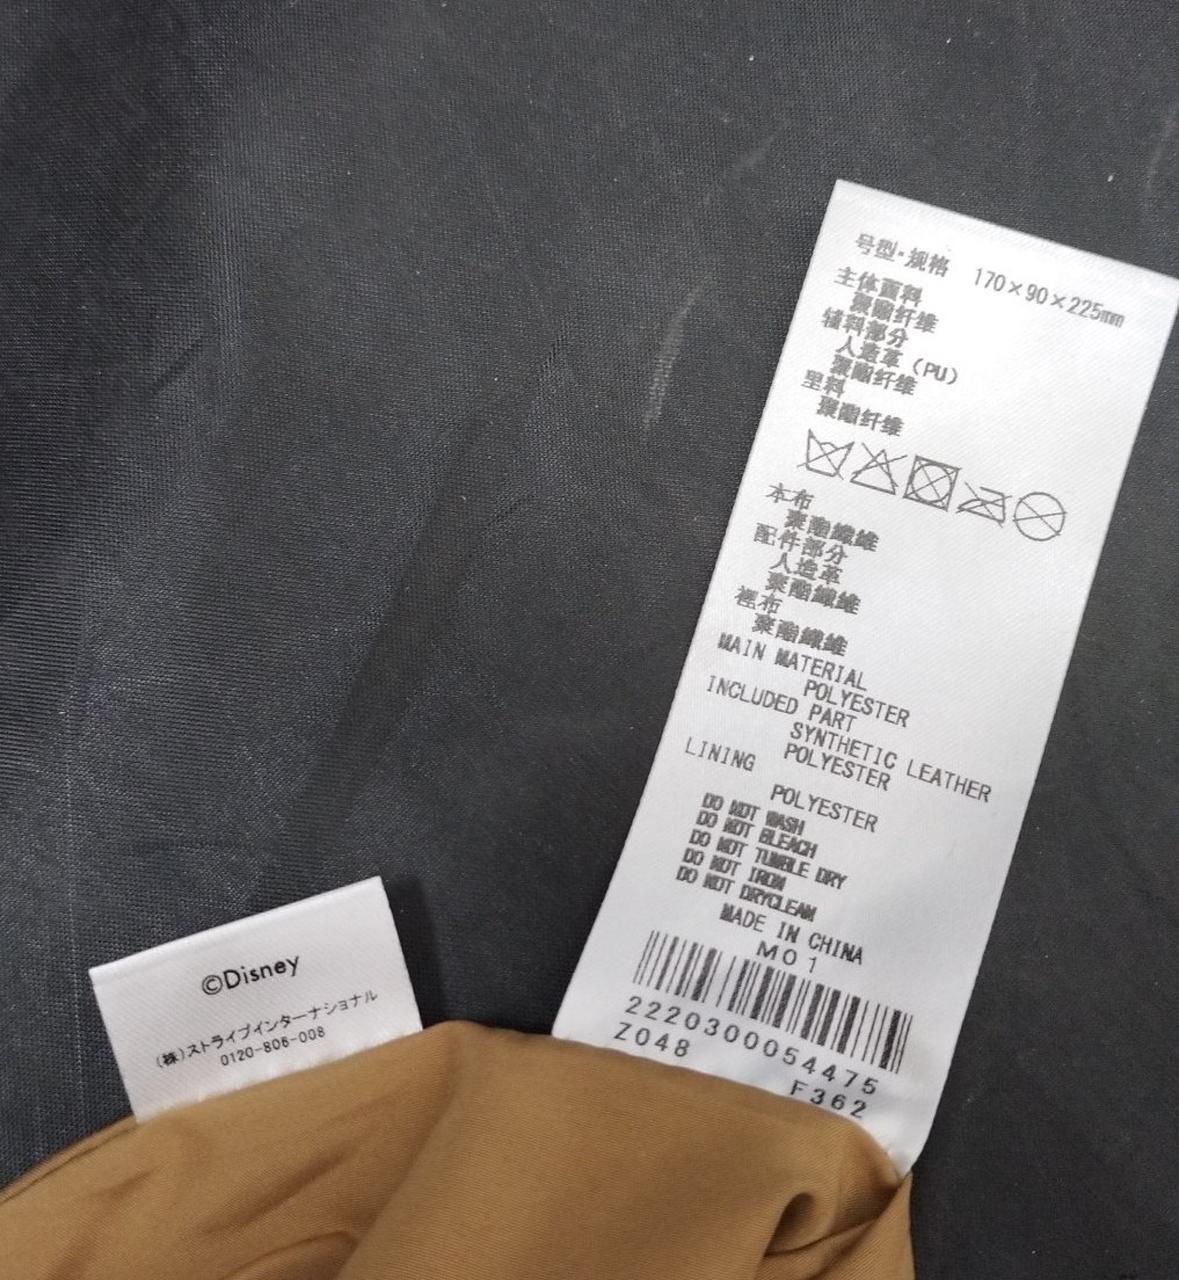 号型·规格 170×90×225mm
主体面料
聚酯纤维
辅料部分
人造革(PU)
聚酯纤维
里料
聚酯纤维
本布
聚酯纖維
配件部分
人造革
聚酯纖維
裡布
聚酯纖維
MAIN MATERIAL
POLYESTER
INCLUDED PART
SYNTHETIC LEATHER
POLYESTER
LINING
POLYESTER
DO NOT WASH
DO NOT BLEACH
DO NOT TUMBLE DRY
DO NOT IRON
DO NOT DRYCLEAN
MADE IN CHINA
M01
2220300054475
Z048 F362
©Disney
(株)ストライプインターナショナル
0120-806-008